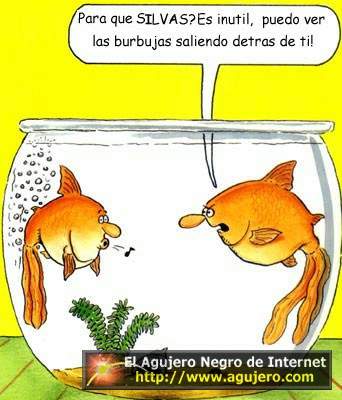 Para que SILVAS?Es inutil, puedo ver
las burbujas saliendo detras de ti!
El Agujero Negro de Internet
http://www.agujero.com